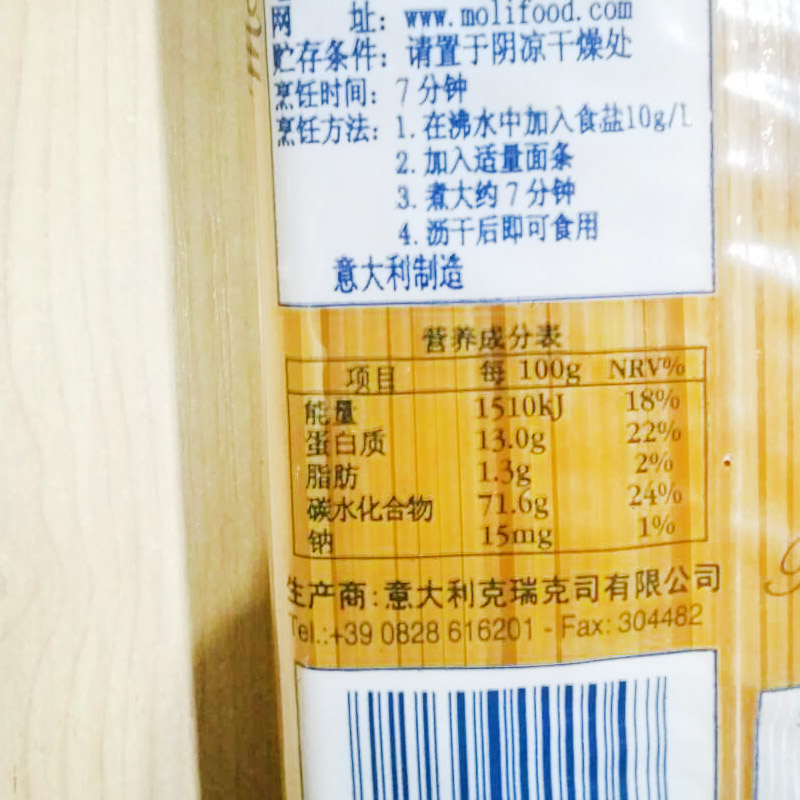 网 址: www.molifood.com
贮存条件: 请置于阴凉干燥处
烹饪时间: 7分钟
烹饪方法: 1. 在沸水中加入食盐10g/L
2. 加入适量面条
3. 煮大约7分钟
4. 沥干后即可食用
意大利制造
营养成分表
项目 每 100g NRV%
能量 1510kJ 18%
蛋白质 13.0g 22%
脂肪 1.3g 2%
碳水化合物 71.6g 24%
钠 15mg 1%
生产商: 意大利克瑞克司有限公司
Tel.:+39 0828 616201 - Fax: 304482